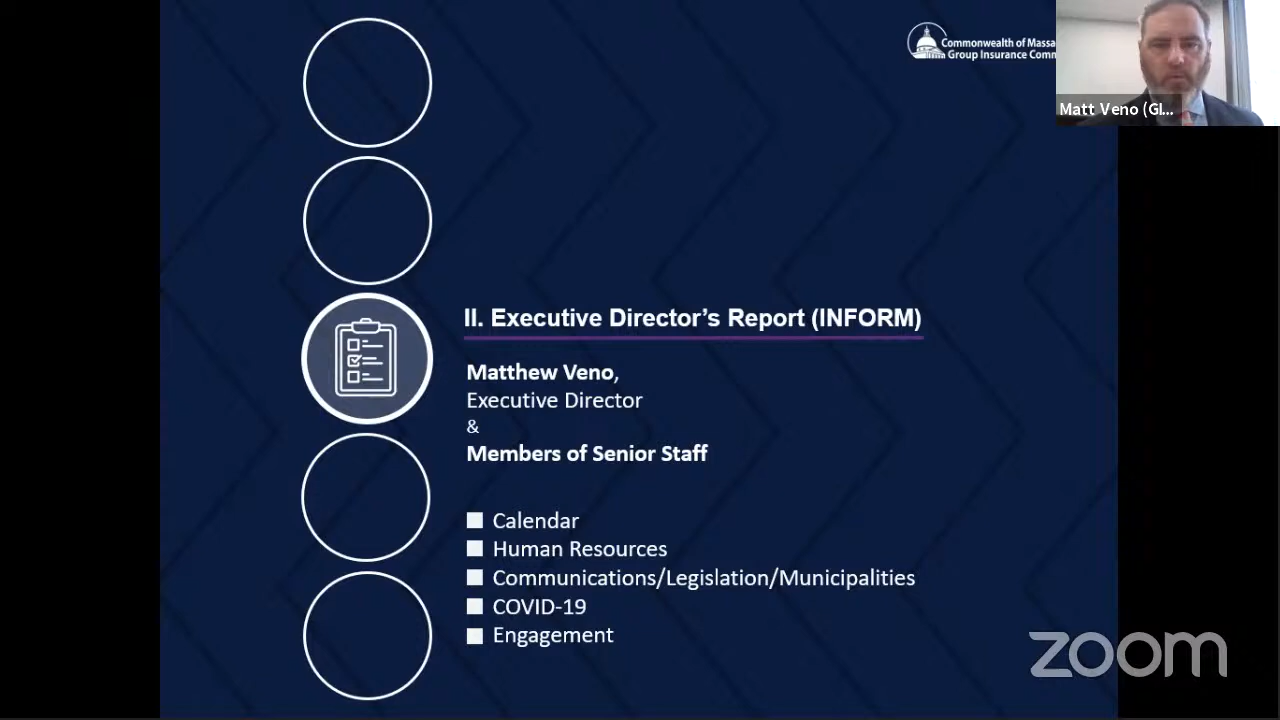 Commonwealth of Massa
Group Insurance Comm
Matt Veno (GI...
II. Executive Director's Report (INFORM)
Matthew Veno,
Executive Director
&
Members of Senior Staff
Calendar
Human Resources
Communications/Legislation/Municipalities
COVID-19
Engagement
zoom